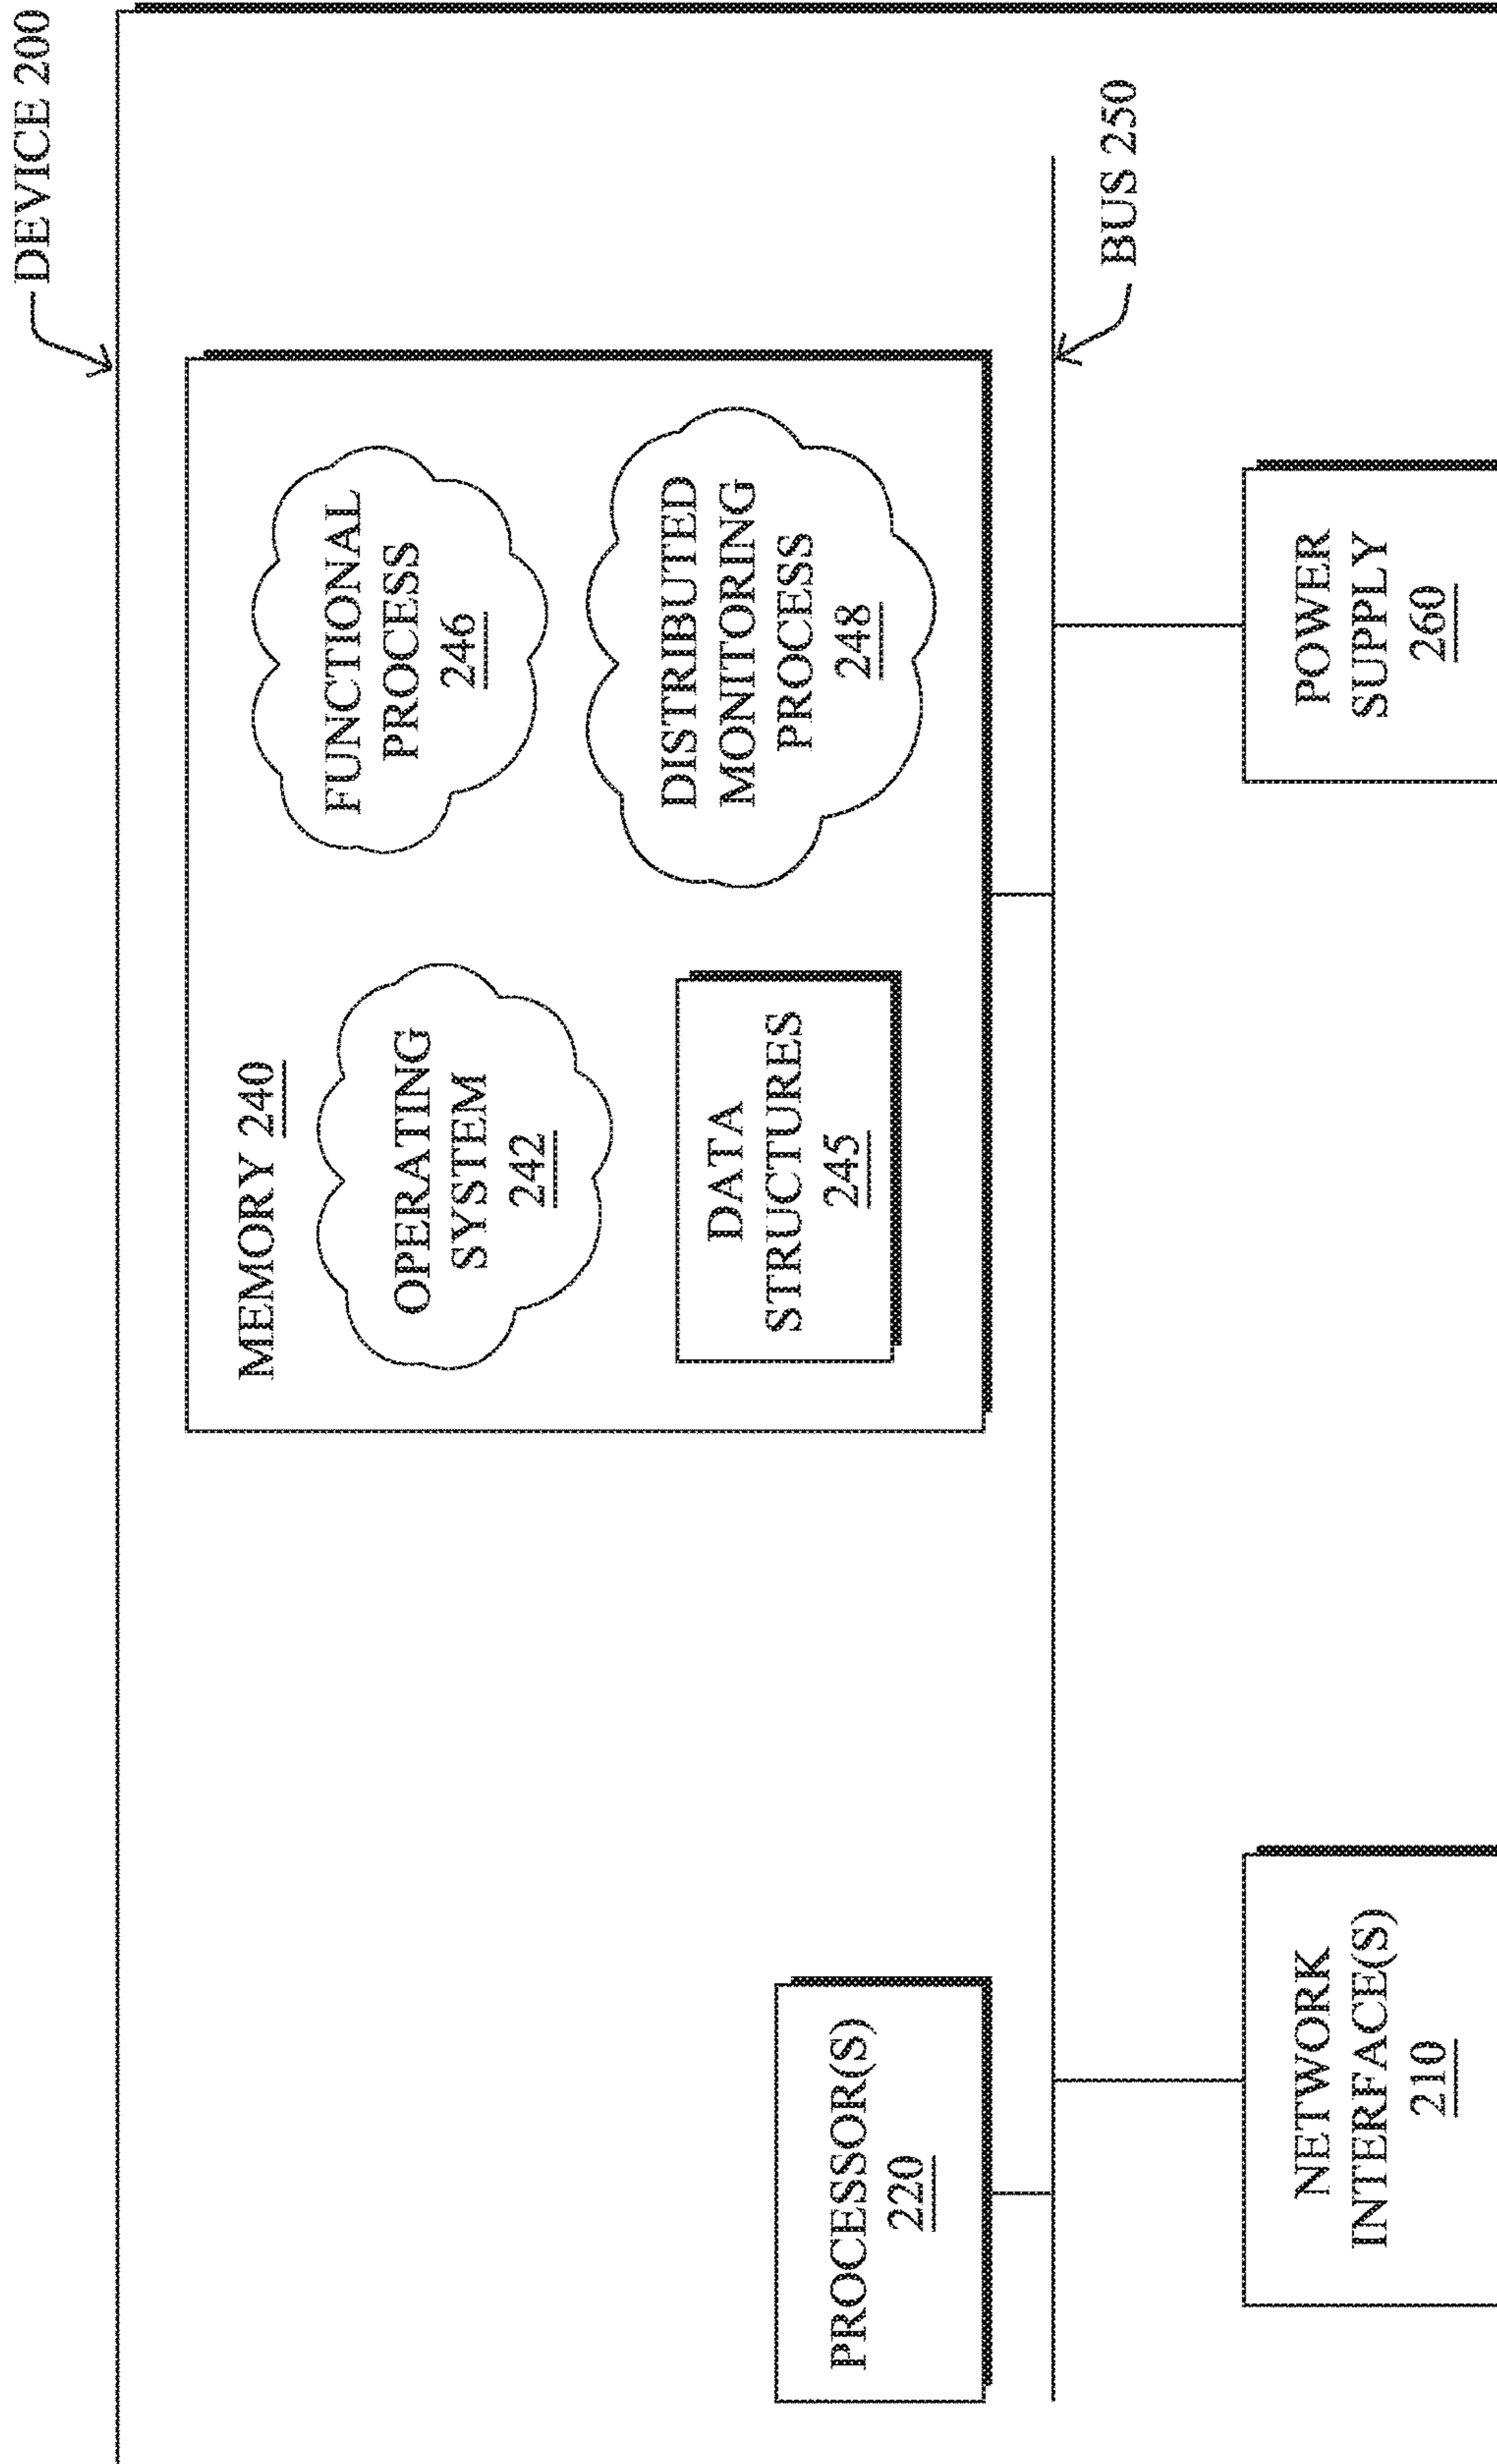 DEVICE 200
MEMORY 240
OPERATING
SYSTEM
242
FUNCTIONAL
PROCESS
246
DATA
STRUCTURES
245
DISTRIBUTED
MONITORING
PROCESS
248
PROCESSOR(S)
220
BUS 250
NETWORK
INTERFACE(S)
210
POWER
SUPPLY
260